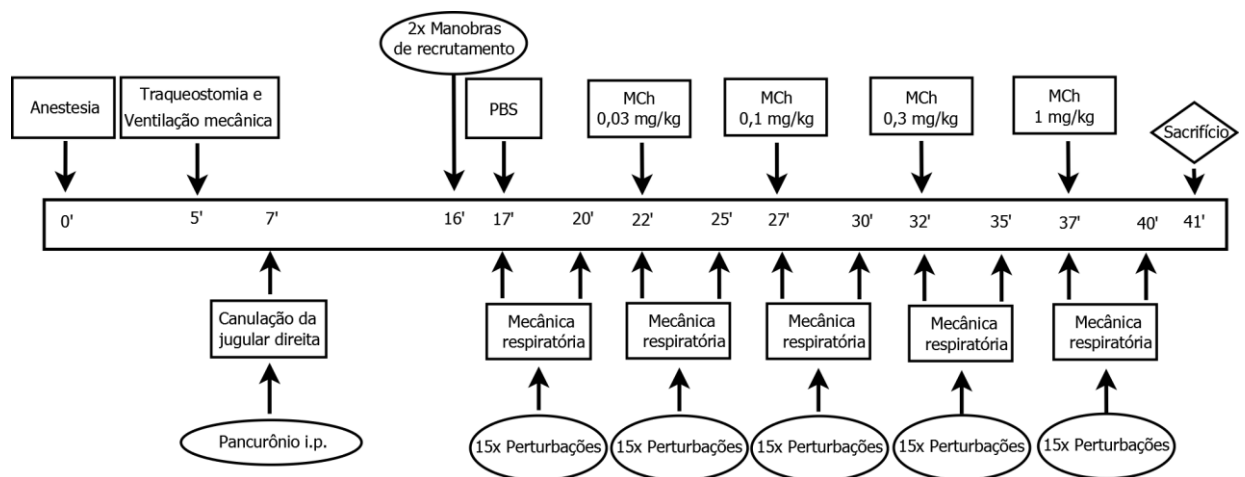 2x Manobras
de recrutamento
Anestesia
Traqueostomia e
Ventilação mecânica
PBS
MCh
0,03 mg/kg
MCh
0,1 mg/kg
MCh
0,3 mg/kg
MCh
1 mg/kg
Sacrifício
0' 5' 7' 16' 17' 20' 22' 25' 27' 30' 32' 35' 37' 40' 41'
Canulação da
jugular direita
Mecânica
respiratória
Mecânica
respiratória
Mecânica
respiratória
Mecânica
respiratória
Mecânica
respiratória
Pancurônio i.p.
15x Perturbações
15x Perturbações
15x Perturbações
15x Perturbações
15x Perturbações